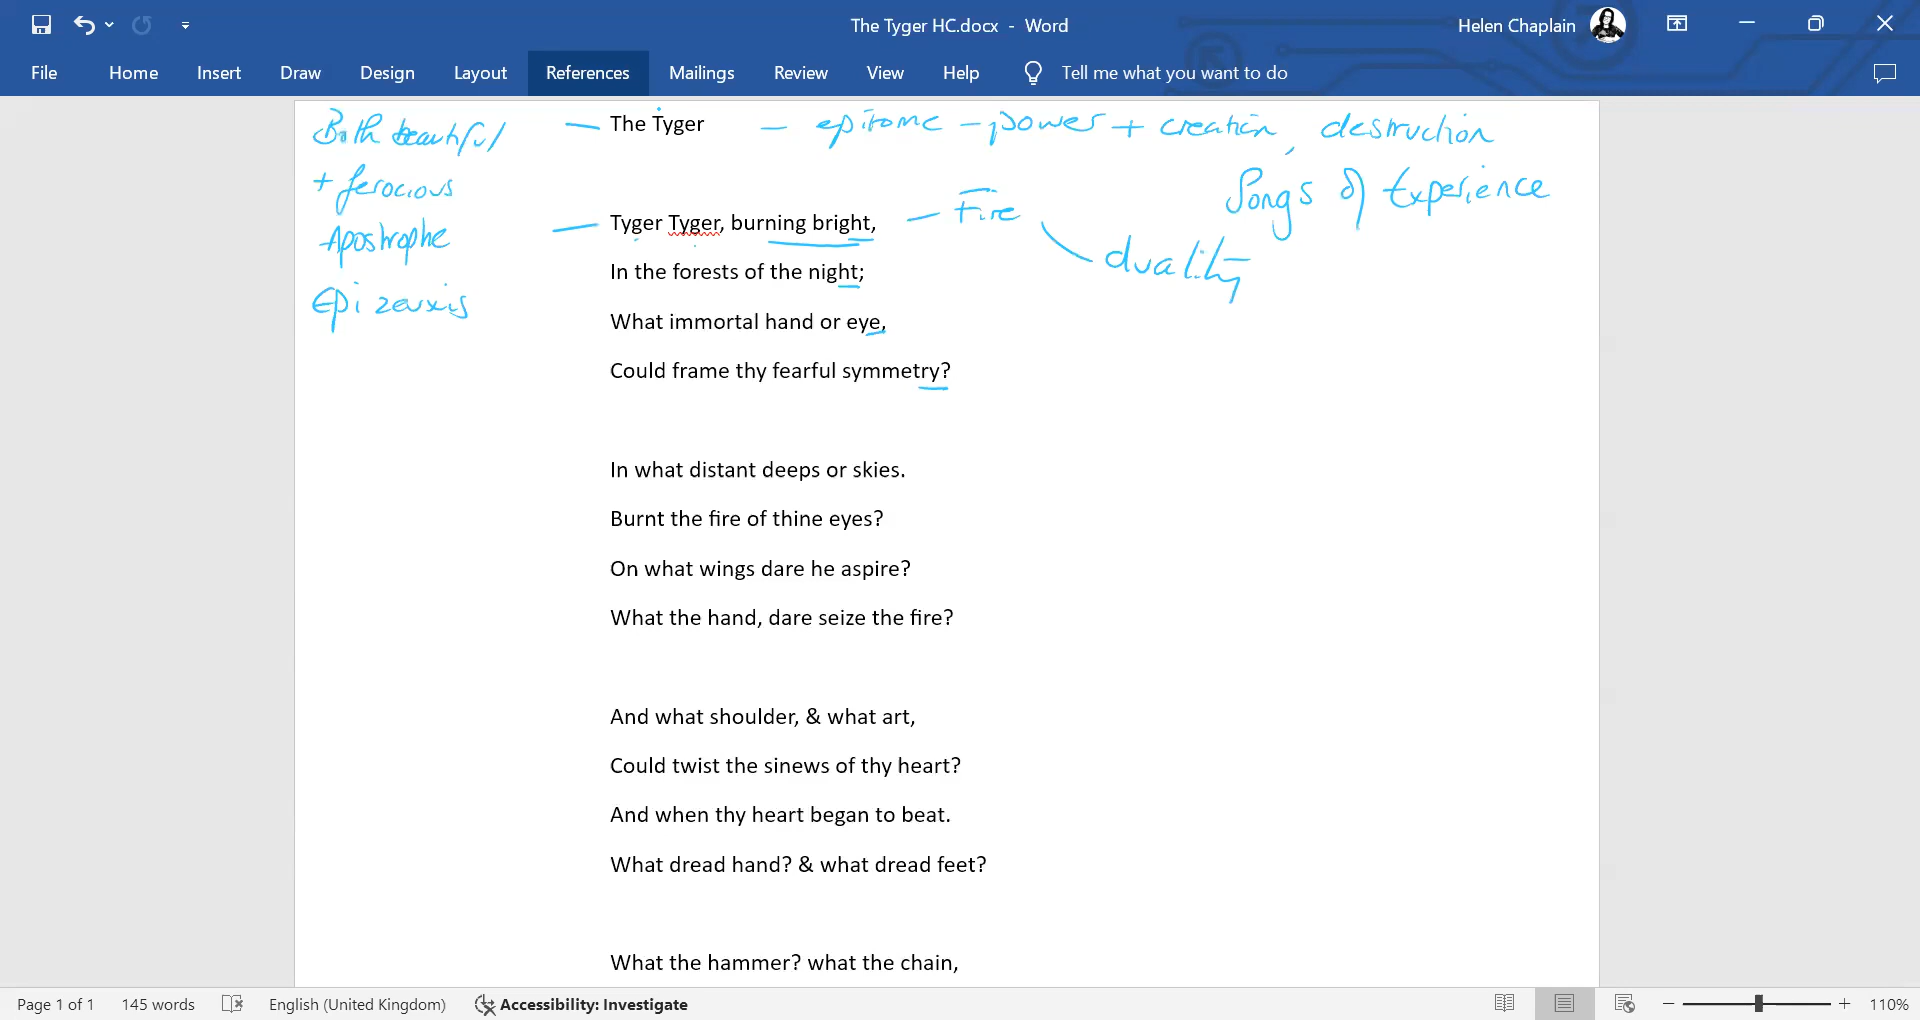 The Tyger HC.docx - Word
Helen Chaplain
File Home Insert Draw Design Layout References Mailings Review View Help Tell me what you want to do
Both beautiful
+ ferocious
Apostrophe
Epizeuxis
The Tyger
- epitome - power + creation, destruction
Songs of Experience
Tyger Tyger, burning bright,
- Fire
duality
In the forests of the night;
What immortal hand or eye,
Could frame thy fearful symmetry?
In what distant deeps or skies.
Burnt the fire of thine eyes?
On what wings dare he aspire?
What the hand, dare seize the fire?
And what shoulder, & what art,
Could twist the sinews of thy heart?
And when thy heart began to beat.
What dread hand? & what dread feet?
What the hammer? what the chain,
Page 1 of 1 145 words English (United Kingdom) Accessibility: Investigate 110%